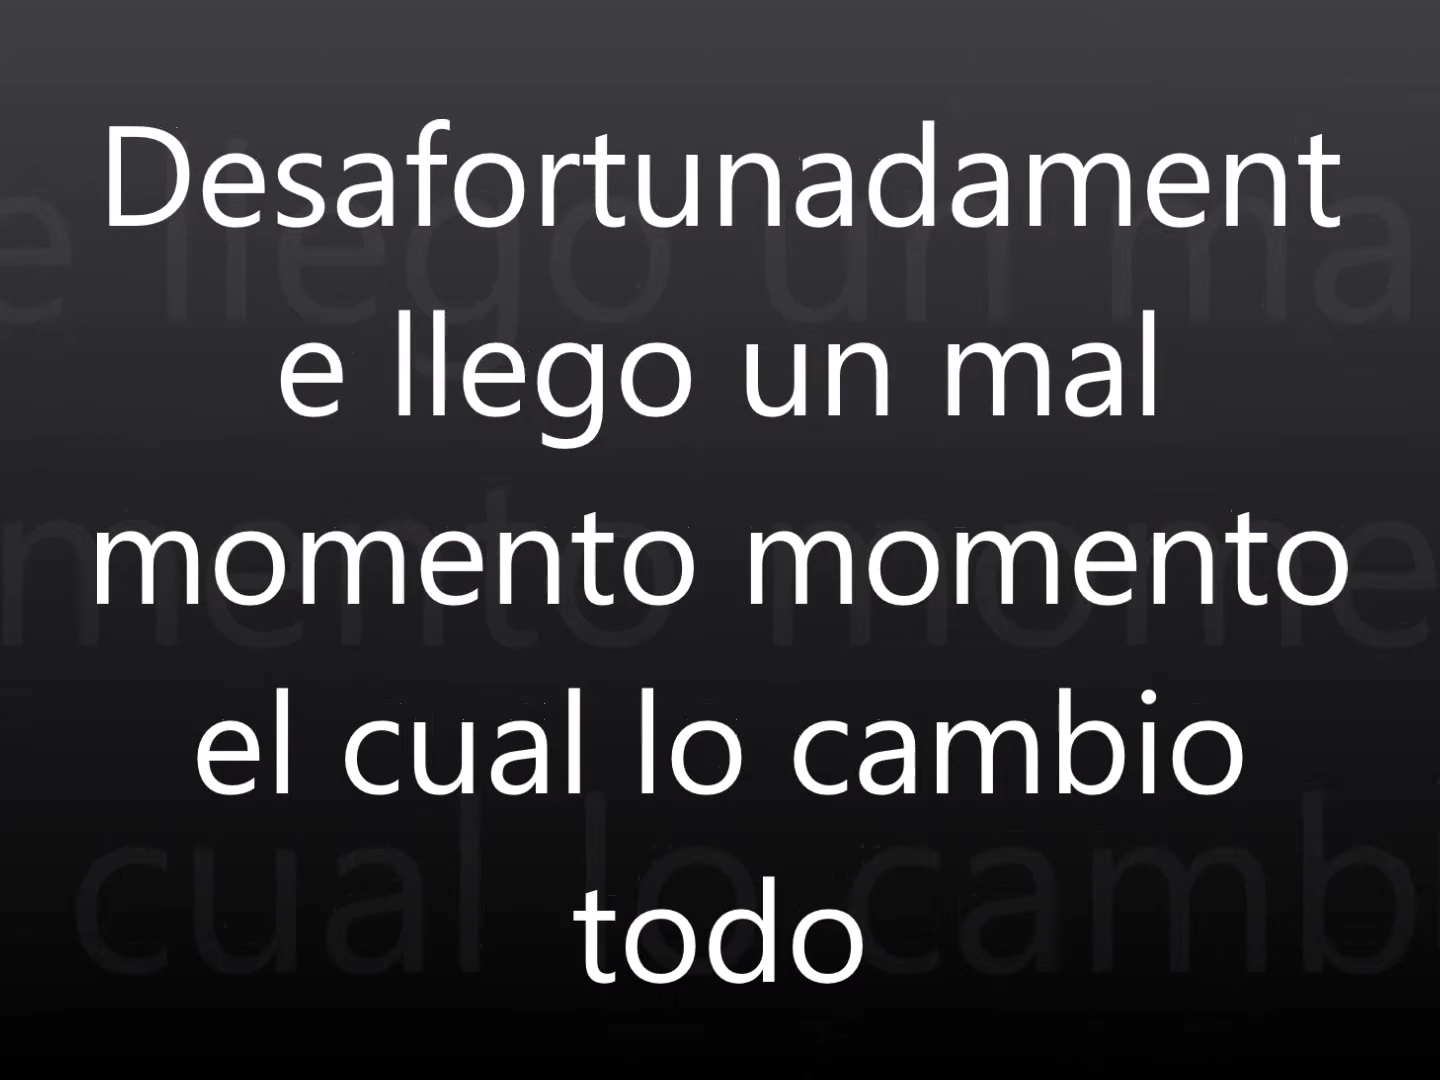 Desafortunadament
e llego un mal
momento momento
el cual lo cambio
todo